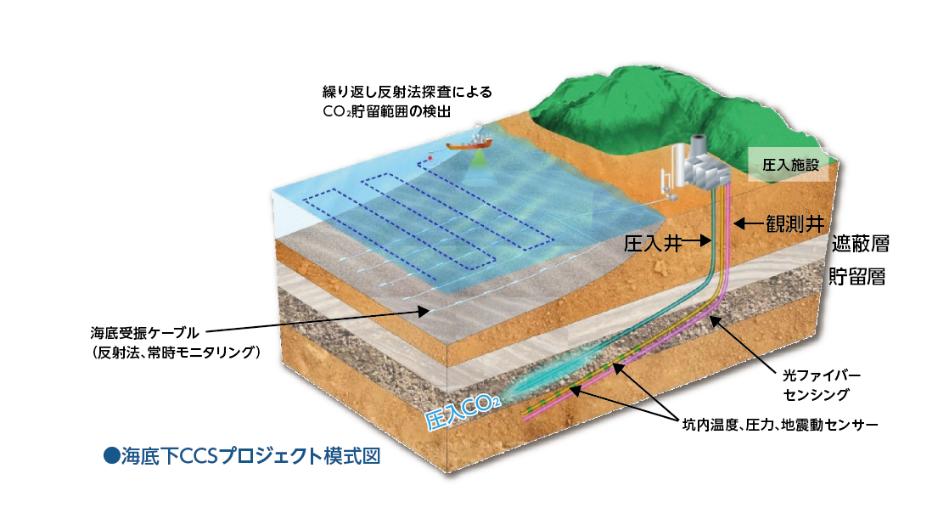 繰り返し反射法探査による
CO₂貯留範囲の検出
圧入施設
観測井
圧入井
遮蔽層
貯留層
海底受振ケーブル
（反射法、常時モニタリング）
光ファイバー
センシング
圧入CO₂
坑内温度、圧力、地震動センサー
●海底下CCSプロジェクト模式図